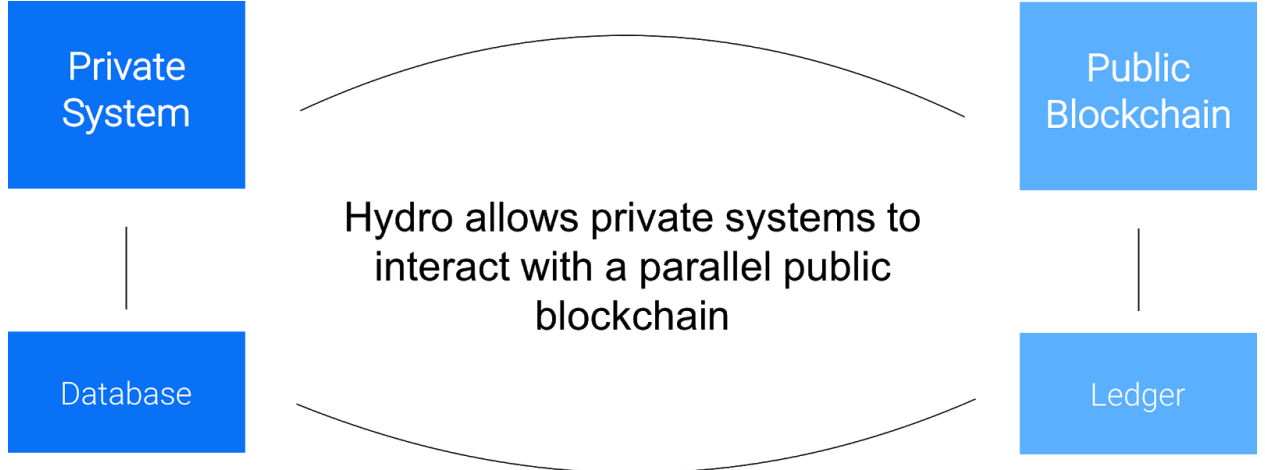 Private
System
Public
Blockchain
Hydro allows private systems to
interact with a parallel public
blockchain
Database
Ledger